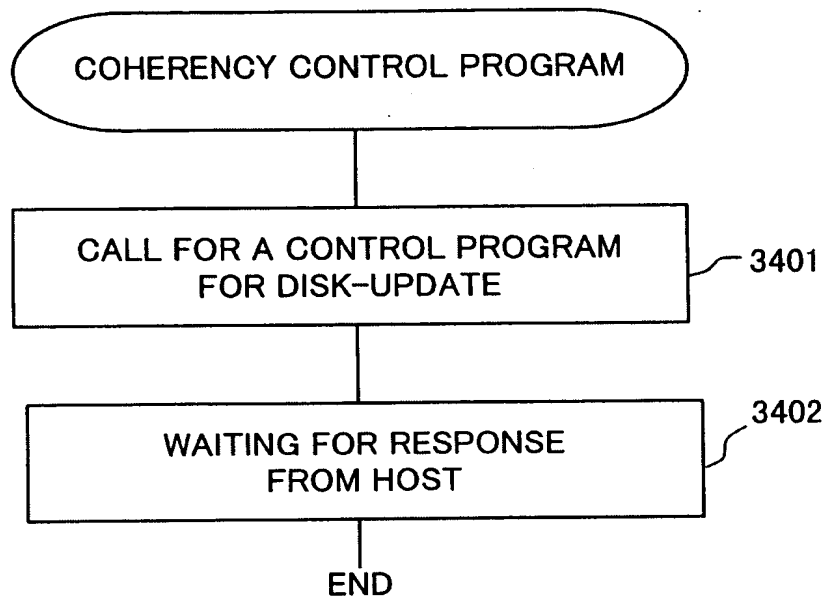 COHERENCY CONTROL PROGRAM
CALL FOR A CONTROL PROGRAM
FOR DISK-UPDATE
3401
WAITING FOR RESPONSE
FROM HOST
3402
END